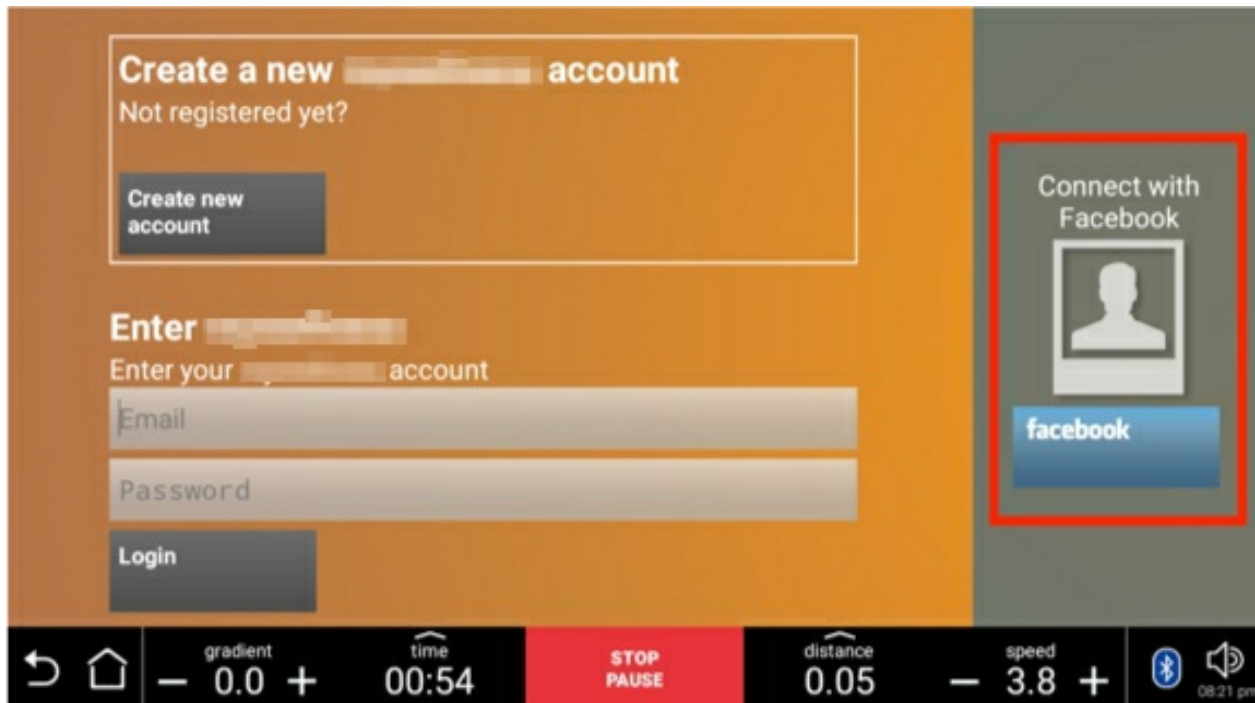 Create a new account
Not registered yet?
Create new
account
Enter
Enter your account
Email
Password
Login
Connect with
Facebook
facebook
gradient
− 0.0 +
time
00:54
STOP
PAUSE
distance
0.05
speed
− 3.8 +
08:21 pm